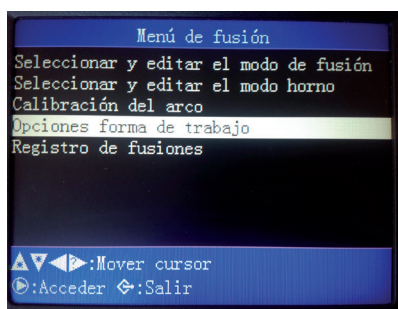 Menú de fusión
Seleccionar y editar el modo de fusión
Seleccionar y editar el modo horno
Calibración del arco
Opciones forma de trabajo
Registro de fusiones
▲▼◀?▶:Mover cursor
:Acceder :Salir